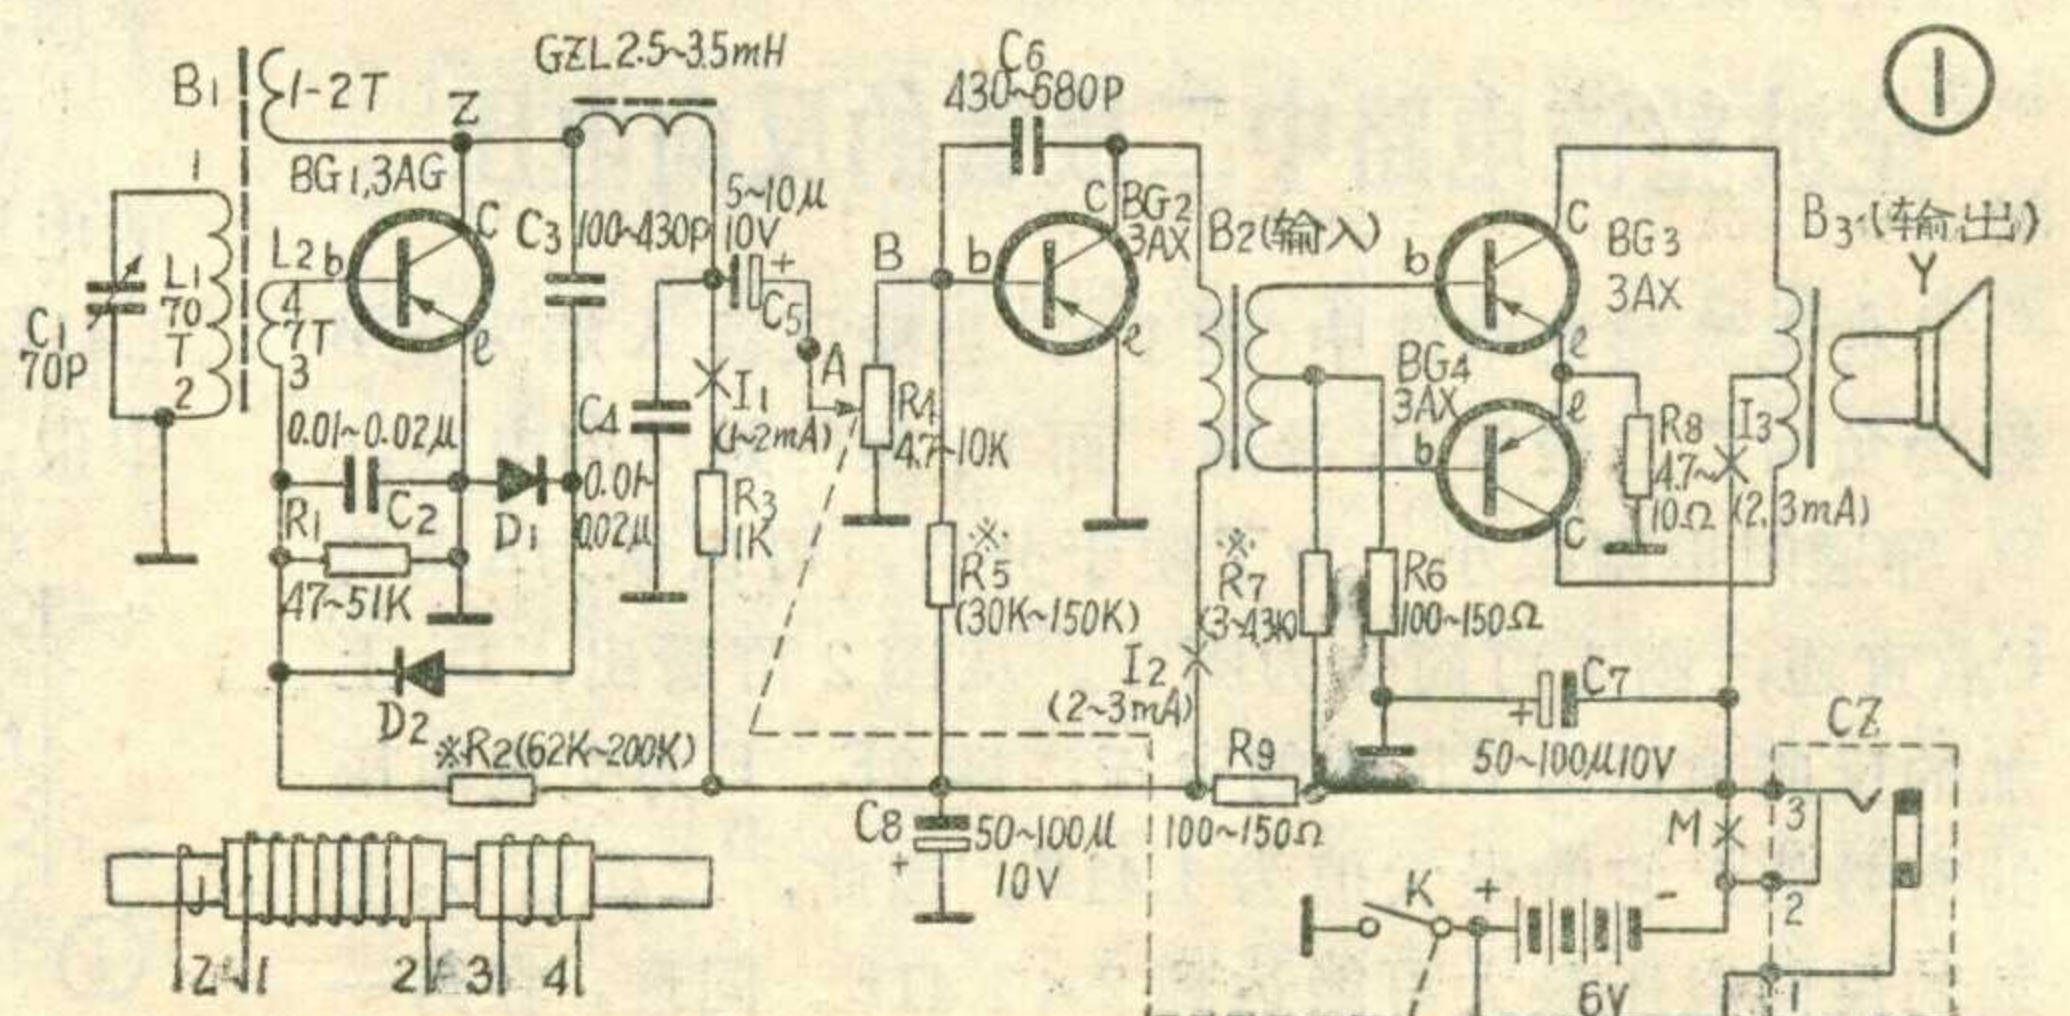 ①
B1
1-2T
Z
GZL2.5~3.5mH
C6
430~680P
1
BG1,3AG
C
C3
100~430P
5~10μ
10V
+
C5
L1
70
T
2
L2
b
4
7T
3
e
C1
70P
0.01~0.02μ
C2
R1
47~51K
D1
D2
C4
0.01~
0.02μ
I1
(1~2mA)
R3
1K
A
R4
4.7~10K
B
b
C
BG2
3AX
e
B2(输入)
※
R5
(30K~150K)
I2
(2~3mA)
※
R7
(3~4.3K)
R6
100~150Ω
b
C
BG3
3AX
e
BG4
3AX
b
e
C
B3(输出)
Y
R8
4.7~
10Ω
I3
(2.3mA)
+
C7
50~100μ10V
CZ
※R2(62K~200K)
C8
+
50~100μ
10V
R9
100~150Ω
M
3
2
1
K
+
-
6V
Z
1
2
3
4